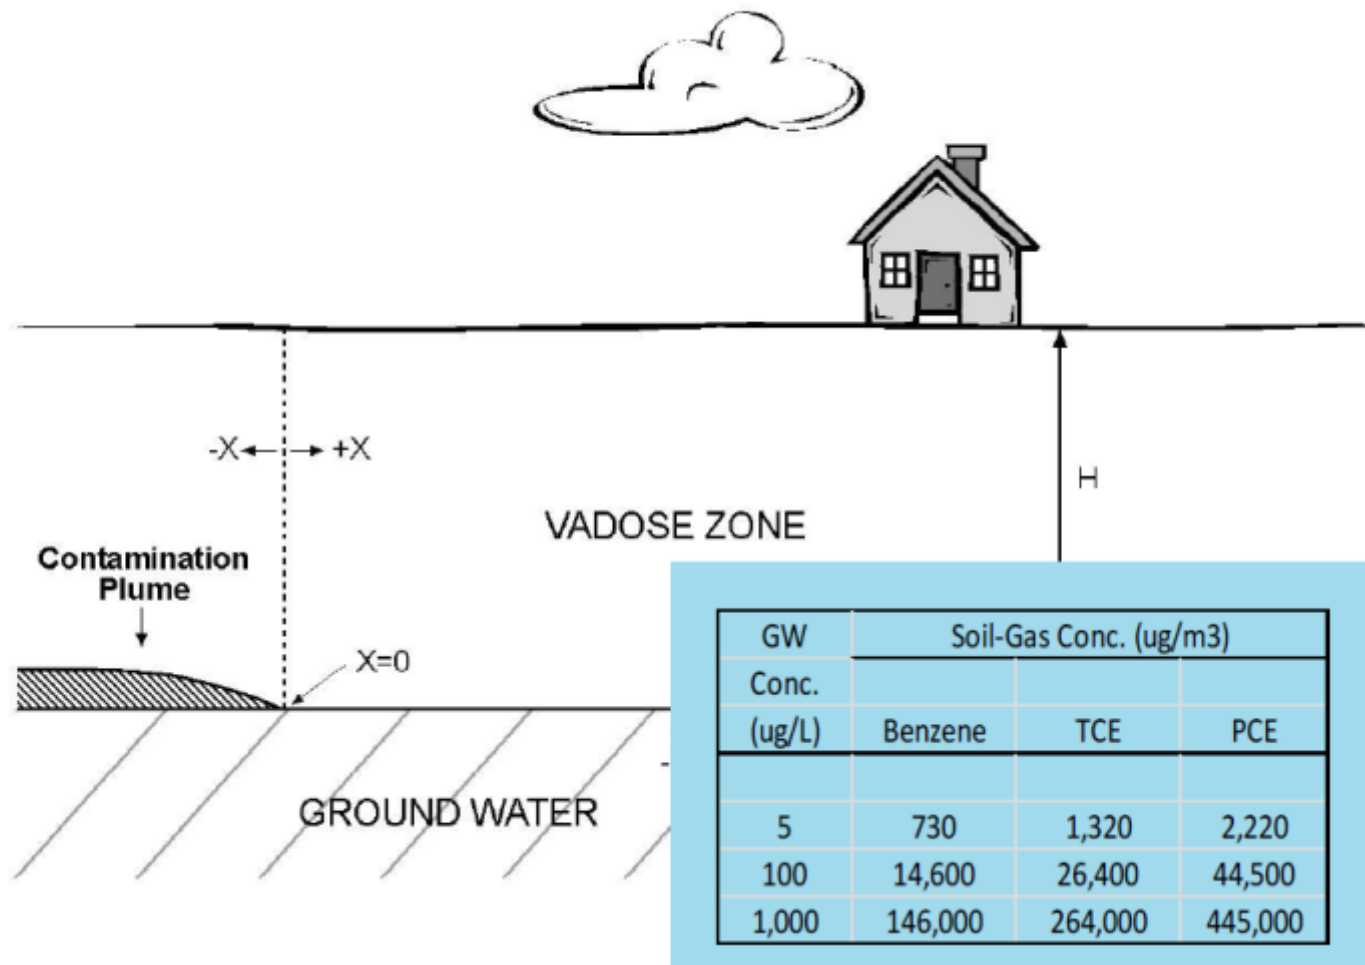 -X +X
H
VADOSE ZONE
Contamination
Plume
X=0
GROUND WATER
GW Soil-Gas Conc. (ug/m3)
Conc.
(ug/L) Benzene TCE PCE
5 730 1,320 2,220
100 14,600 26,400 44,500
1,000 146,000 264,000 445,000